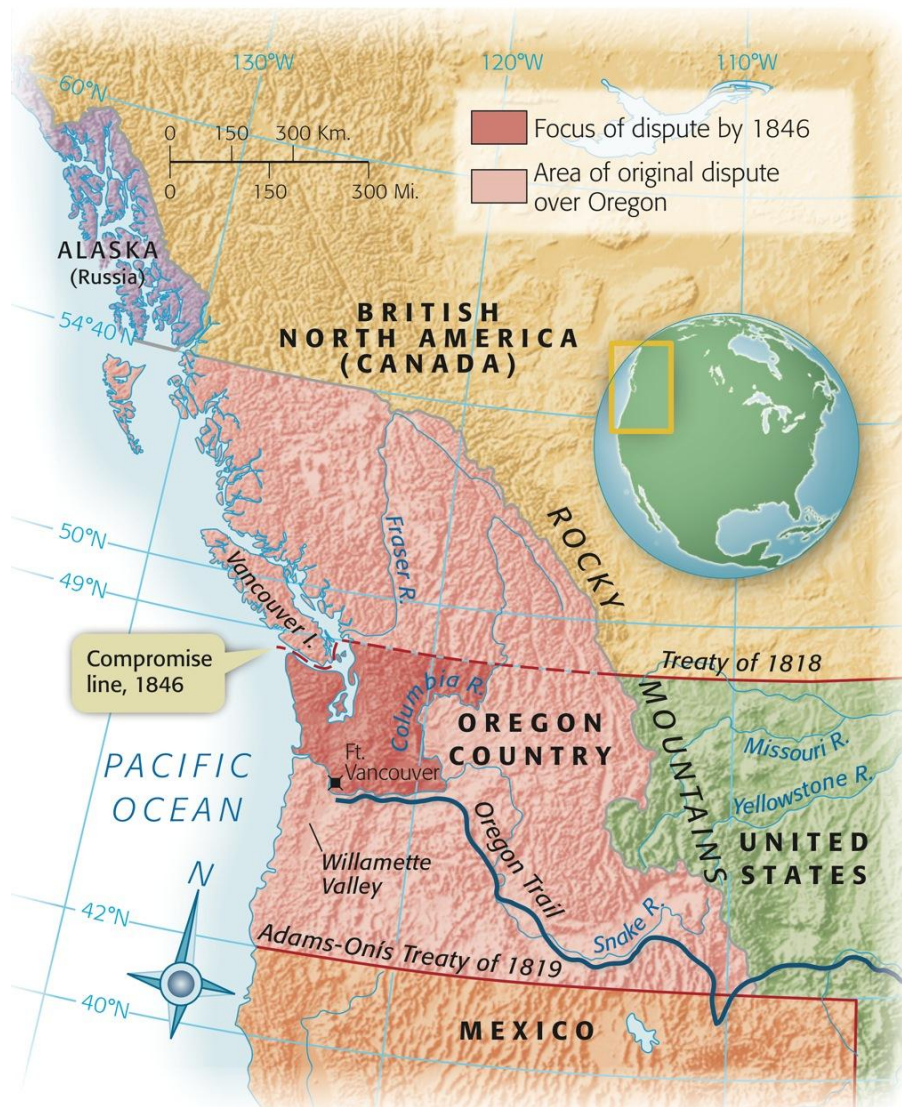 130°W
120°W
110°W
60°N
0 150 300 Km.
0 150 300 Mi.
Focus of dispute by 1846
Area of original dispute
over Oregon
ALASKA
(Russia)
54°40'N
BRITISH
NORTH AMERICA
(CANADA)
ROCKY
MOUNTAINS
50°N
49°N
Fraser R.
Vancouver I.
Compromise
line, 1846
Treaty of 1818
Columbia R.
OREGON
COUNTRY
Missouri R.
Yellowstone R.
PACIFIC
OCEAN
Ft.
Vancouver
UNITED
STATES
Oregon Trail
Willamette
Valley
N
Snake R.
42°N
Adams-Onís Treaty of 1819
40°N
MEXICO